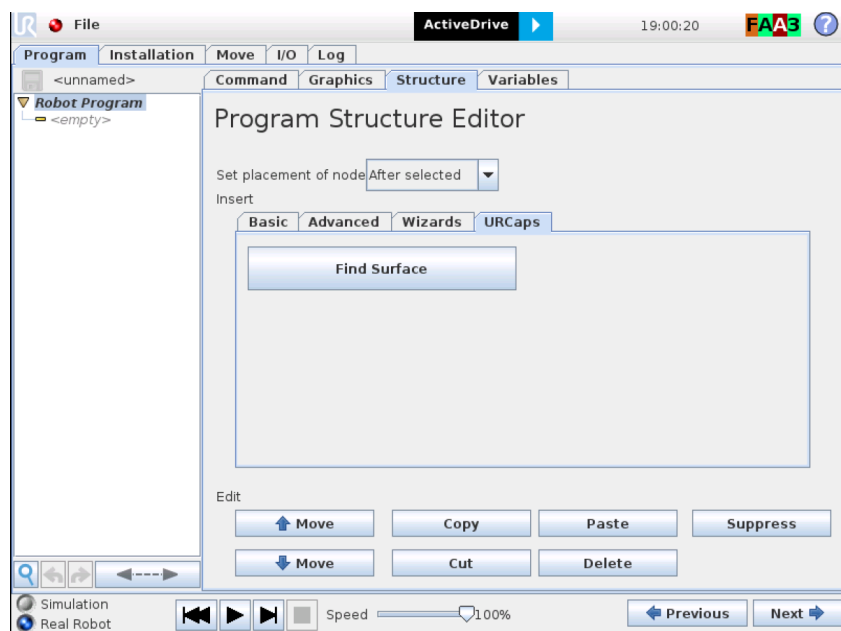 UR File ActiveDrive 19:00:20 FAA3 ?
Program Installation Move I/O Log
<unnamed> Command Graphics Structure Variables
Robot Program
<empty>
Program Structure Editor
Set placement of node After selected
Insert
Basic Advanced Wizards URCaps
Find Surface
Edit
Move Copy Paste Suppress
Move Cut Delete
Simulation
Real Robot
Speed 100% Previous Next